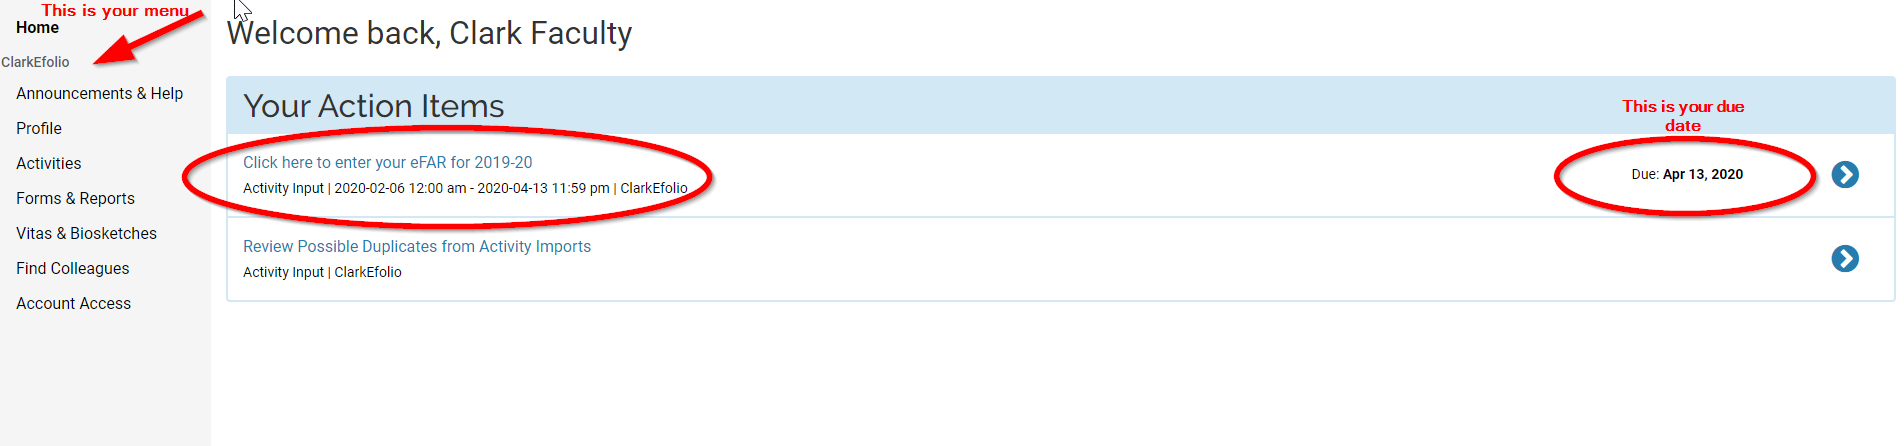 This is your menu
Home
ClarkEfolio
Announcements & Help
Profile
Activities
Forms & Reports
Vitas & Biosketches
Find Colleagues
Account Access
Welcome back, Clark Faculty
Your Action Items
This is your due
date
Click here to enter your eFAR for 2019-20
Activity Input | 2020-02-06 12:00 am - 2020-04-13 11:59 pm | ClarkEfolio
Due: Apr 13, 2020
Review Possible Duplicates from Activity Imports
Activity Input | ClarkEfolio